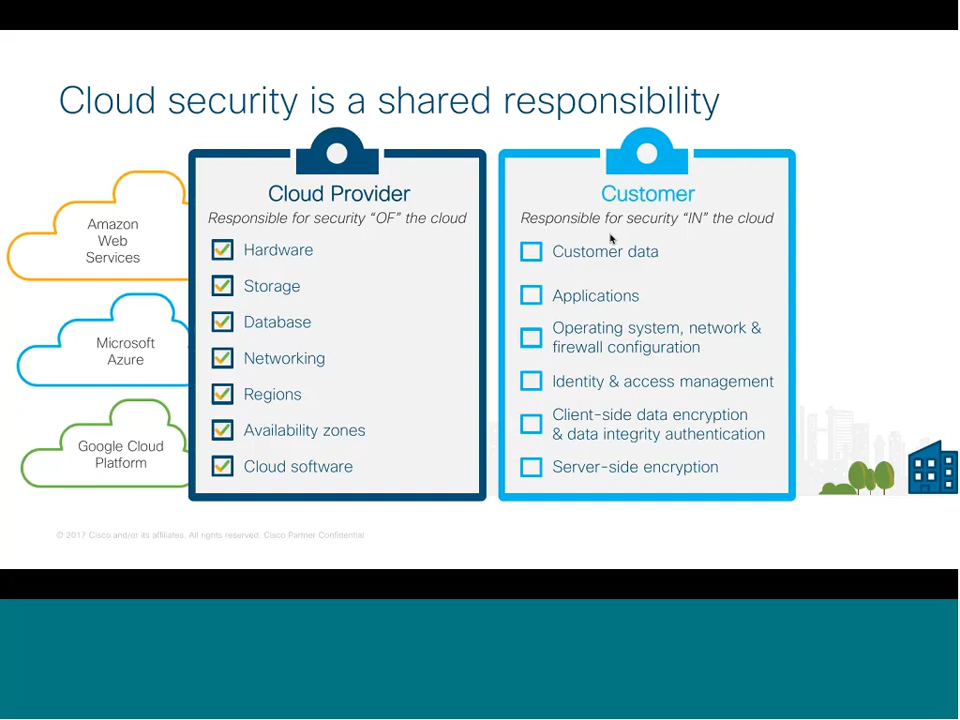 Cloud security is a shared responsibility
Amazon
Web
Services
Microsoft
Azure
Google Cloud
Platform
Cloud Provider
Responsible for security “OF” the cloud
Hardware
Storage
Database
Networking
Regions
Availability zones
Cloud software
Customer
Responsible for security “IN” the cloud
Customer data
Applications
Operating system, network &
firewall configuration
Identity & access management
Client-side data encryption
& data integrity authentication
Server-side encryption
© 2017 Cisco and/or its affiliates. All rights reserved. Cisco Partner Confidential